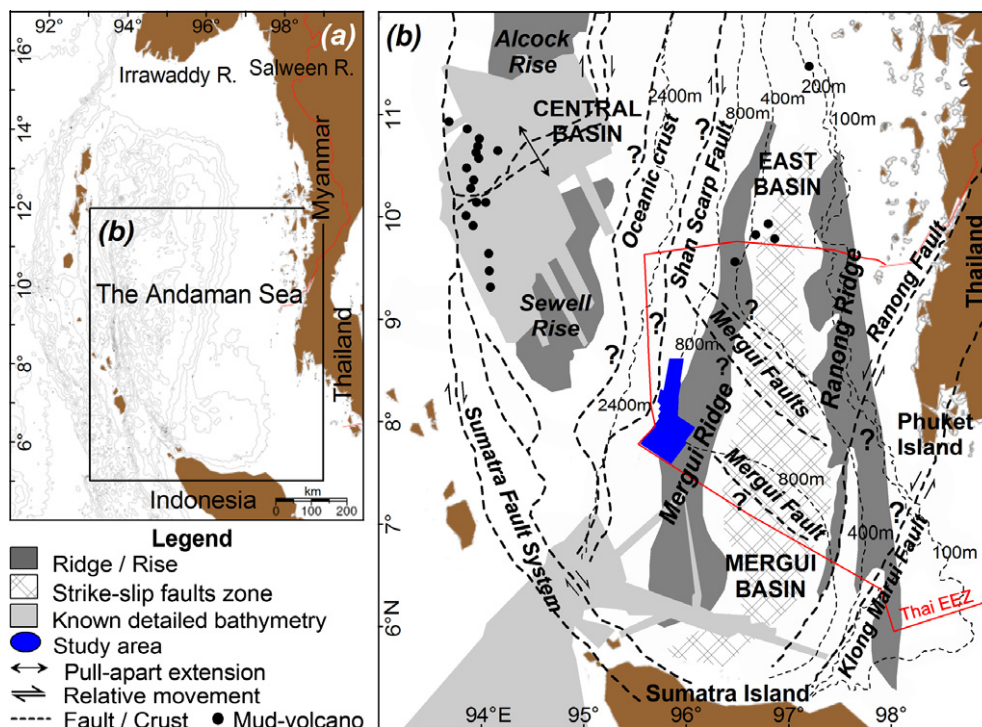 92
94
96
98
(a)
16°
14°
12°
10°
8°
6°
Irrawaddy R.
Salween R.
Myanmar
(b)
The Andaman Sea
Thailand
Indonesia
km
0 100 200
Legend
Ridge / Rise
Strike-slip faults zone
Known detailed bathymetry
Study area
Pull-apart extension
Relative movement
Fault / Crust
Mud-volcano
(b)
11°
10°
9°
8°
7°
6°N
94°E
95°
96°
97°
98°
Alcock
Rise
CENTRAL
BASIN
2400m
800m
400m
200m
100m
Oceanic crust
?
Shan Scarp Fault
?
EAST
BASIN
Sewell
Rise
?
?
2400m
800m
Mergui Faults
?
?
Mergui Ridge
Ranong Ridge
Ranong Fault
Thailand
Phuket
Island
?
Sumatra Fault System
Mergui Fault
?
800m
400m
100m
?
MERGUI
BASIN
Klong Marui Fault
Thai EEZ
Sumatra Island